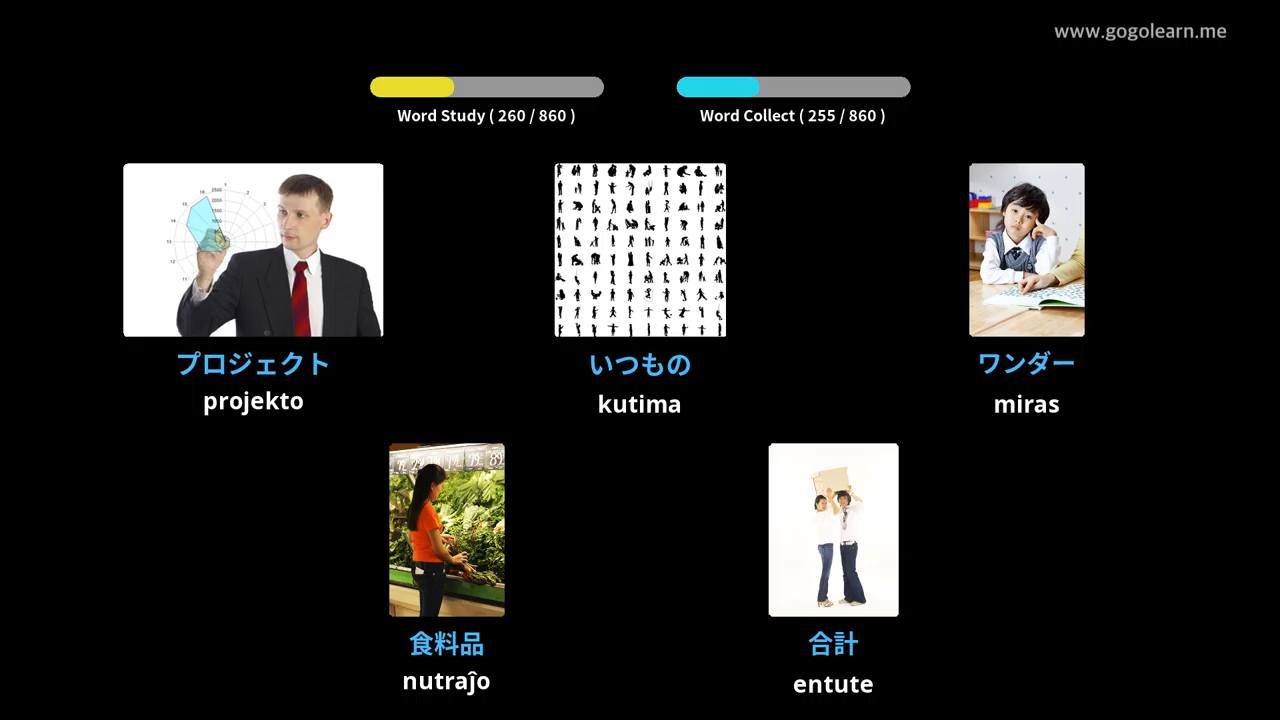 www.gogolearn.me
Word Study ( 260 / 860 )
Word Collect ( 255 / 860 )
プロジェクト
projekto
いつもの
kutima
ワンダー
miras
食料品
nutraĵo
合計
entute